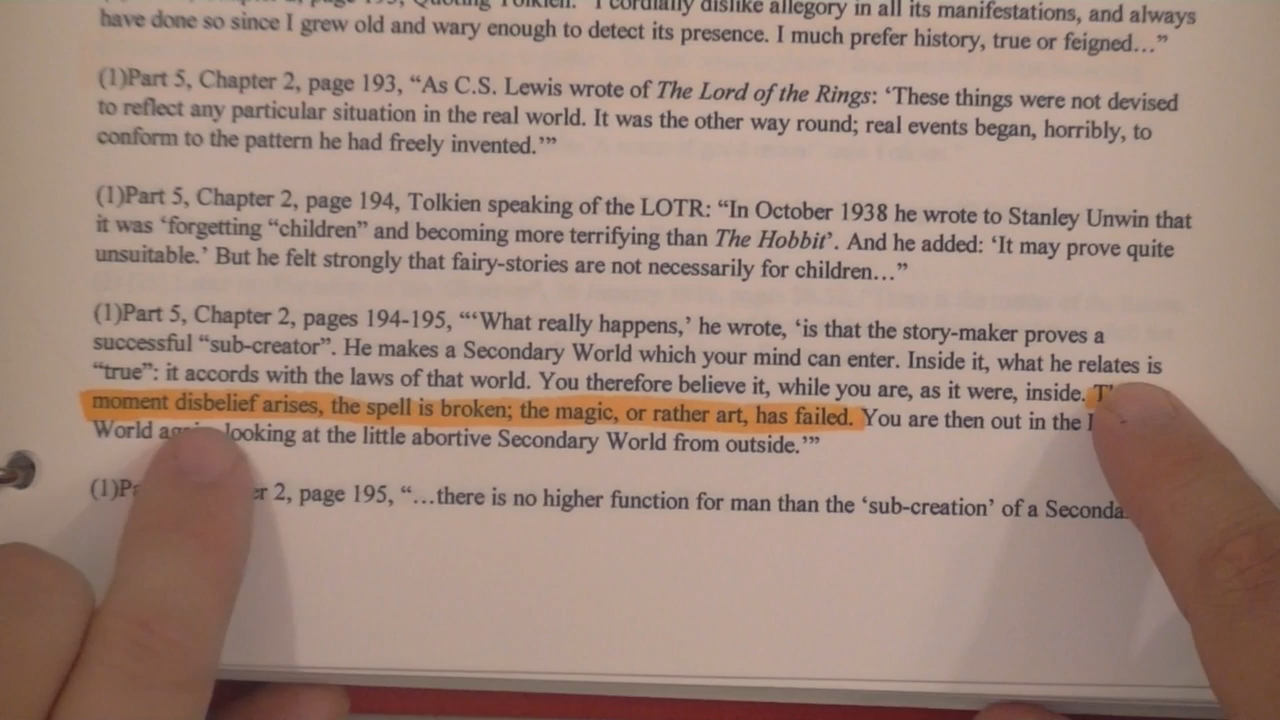 Quoting Tolkien: "I cordially dislike allegory in all its manifestations, and always
have done so since I grew old and wary enough to detect its presence. I much prefer history, true or feigned…"
(1)Part 5, Chapter 2, page 193, "As C.S. Lewis wrote of The Lord of the Rings: 'These things were not devised
to reflect any particular situation in the real world. It was the other way round; real events began, horribly, to
conform to the pattern he had freely invented.'"
(1)Part 5, Chapter 2, page 194, Tolkien speaking of the LOTR: "In October 1938 he wrote to Stanley Unwin that
it was 'forgetting "children" and becoming more terrifying than The Hobbit'. And he added: 'It may prove quite
unsuitable.' But he felt strongly that fairy-stories are not necessarily for children…"
(1)Part 5, Chapter 2, pages 194-195, "'What really happens,' he wrote, 'is that the story-maker proves a
successful "sub-creator". He makes a Secondary World which your mind can enter. Inside it, what he relates is
"true": it accords with the laws of that world. You therefore believe it, while you are, as it were, inside.
moment disbelief arises, the spell is broken; the magic, or rather art, has failed. You are then out in the
World looking at the little abortive Secondary World from outside.'"
2, page 195, "…there is no higher function for man than the 'sub-creation' of a